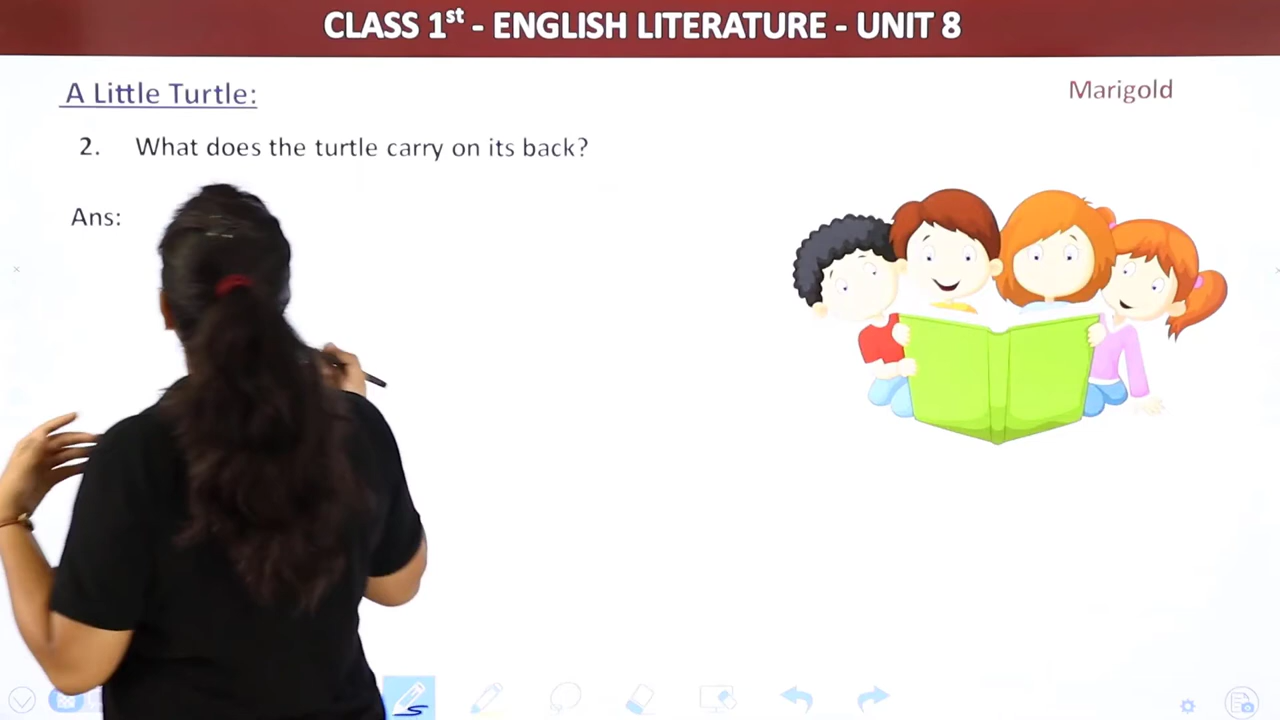 CLASS 1st - ENGLISH LITERATURE - UNIT 8
A Little Turtle:
Marigold
2. What does the turtle carry on its back?
Ans: